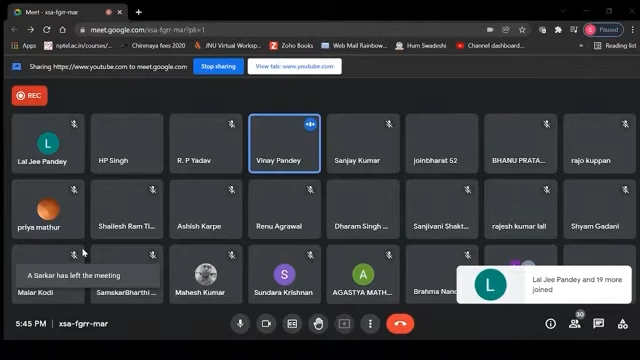 Meet - xsa-fgrr-mar
meet.google.com/xsa-fgrr-mar?pli=1
Paused
Apps
nptel.ac.in/courses/...
Chinmaya fees 2020
JNU Virtual Worksp...
Zoho Books
Web Mail Rainbow...
Hum Swadeshi
Channel dashboard...
Reading list
Sharing https://www.youtube.com to meet.google.com
Stop sharing
View tab: www.youtube.com
REC
L
Lal Jee Pandey
HP Singh
R. P Yadav
Vinay Pandey
Sanjay Kumar
joinbharat 52
BHANU PRATA...
rajo kuppan
priya mathur
Shailesh Ram Ti...
Ashish Karpe
Renu Agrawal
Dharam Singh ...
Sanjivani Shakt...
rajesh kumar lall
Shyam Gadani
A Sarkar has left the meeting
S
A
L
Lal Jee Pandey and 19 more
joined
Malar Kodi
SamskarBharthi ...
Mahesh Kumar
Sundara Krishnan
AGASTYA MATH...
Brahma Nand
5:45 PM
xsa-fgrr-mar
30